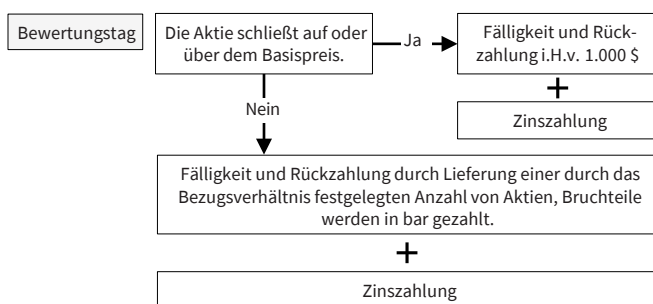 Bewertungstag
Die Aktie schließt auf oder
über dem Basispreis.
Ja
Fälligkeit und Rück-
zahlung i.H.v. 1.000 $
+
Zinszahlung
Nein
Fälligkeit und Rückzahlung durch Lieferung einer durch das
Bezugsverhältnis festgelegten Anzahl von Aktien, Bruchteile
werden in bar gezahlt.
+
Zinszahlung